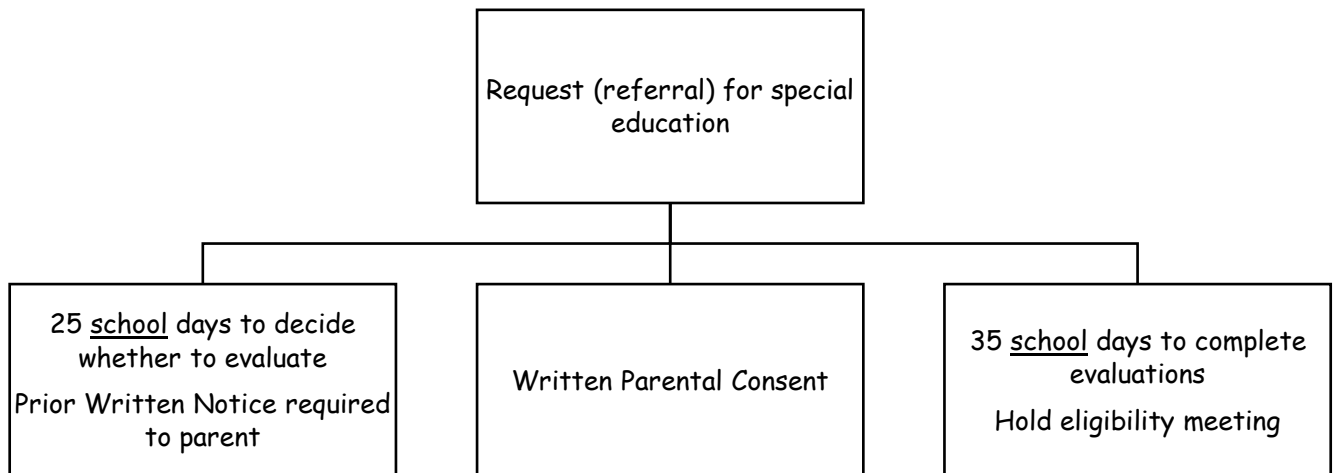 Request (referral) for special
education
25 school days to decide
whether to evaluate
Prior Written Notice required
to parent
Written Parental Consent
35 school days to complete
evaluations
Hold eligibility meeting